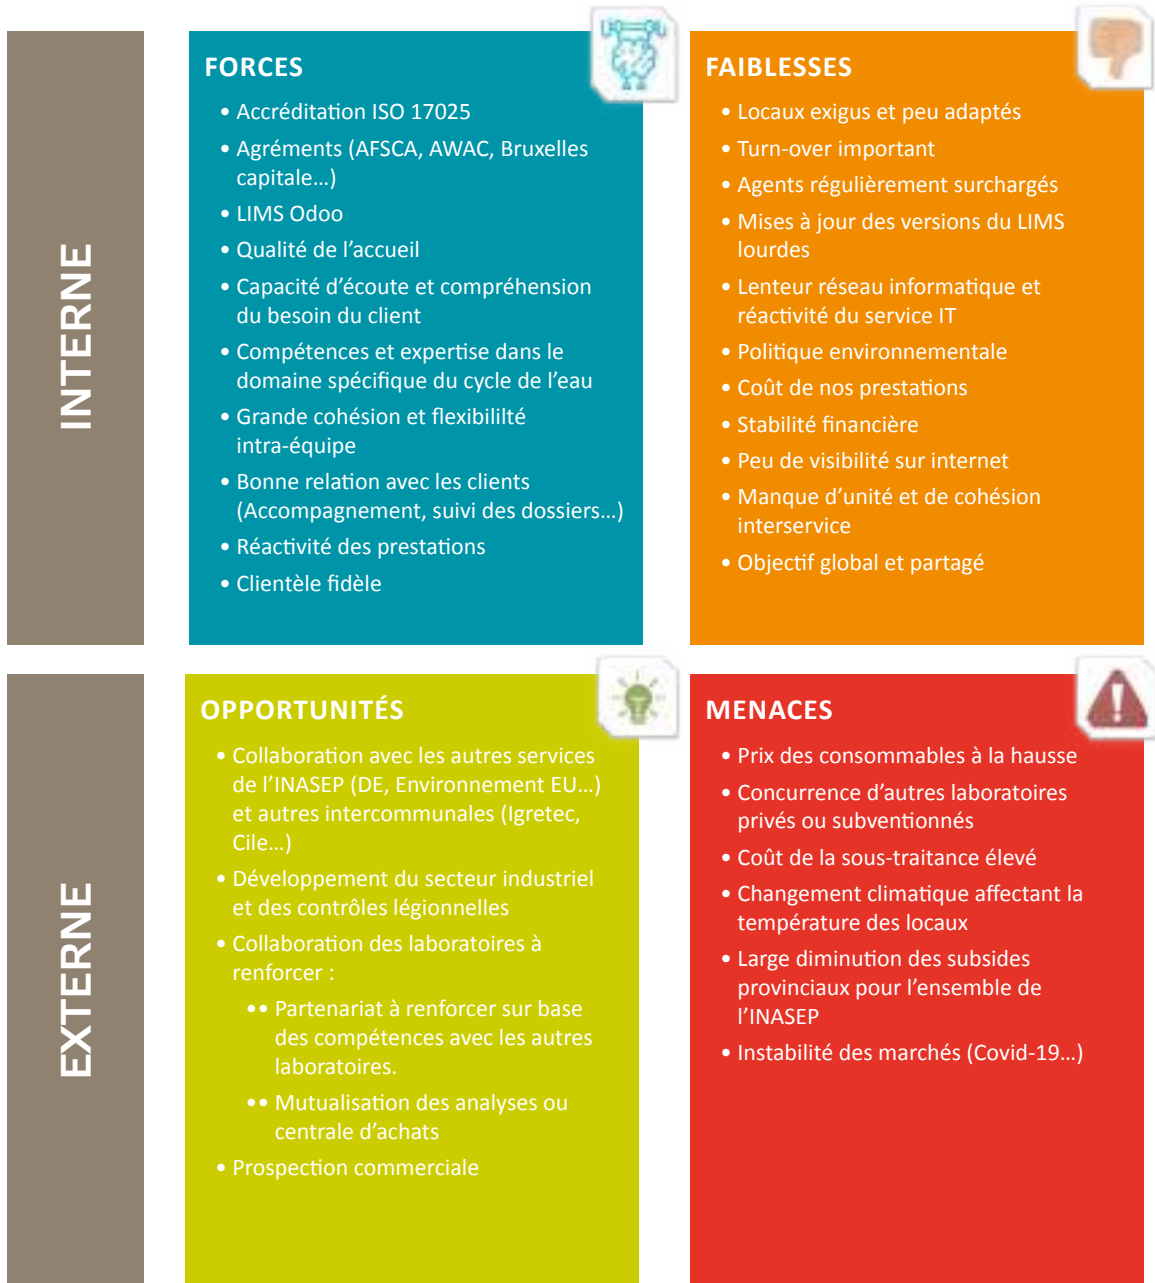 INTERNE
FORCES
• Accréditation ISO 17025
• Agréments (AFSCA, AWAC, Bruxelles
capitale…)
• LIMS Odoo
• Qualité de l’accueil
• Capacité d’écoute et compréhension
du besoin du client
• Compétences et expertise dans le
domaine spécifique du cycle de l’eau
• Grande cohésion et flexibililté
intra-équipe
• Bonne relation avec les clients
(Accompagnement, suivi des dossiers…)
• Réactivité des prestations
• Clientèle fidèle
FAIBLESSES
• Locaux exigus et peu adaptés
• Turn-over important
• Agents régulièrement surchargés
• Mises à jour des versions du LIMS
lourdes
• Lenteur réseau informatique et
réactivité du service IT
• Politique environnementale
• Coût de nos prestations
• Stabilité financière
• Peu de visibilité sur internet
• Manque d’unité et de cohésion
interservice
• Objectif global et partagé
EXTERNE
OPPORTUNITÉS
• Collaboration avec les autres services
de l’INASEP (DE, Environnement EU…)
et autres intercommunales (Igretec,
Cile…)
• Développement du secteur industriel
et des contrôles légionnelles
• Collaboration des laboratoires à
renforcer :
•• Partenariat à renforcer sur base
des compétences avec les autres
laboratoires.
•• Mutualisation des analyses ou
centrale d’achats
• Prospection commerciale
MENACES
• Prix des consommables à la hausse
• Concurrence d’autres laboratoires
privés ou subventionnés
• Coût de la sous-traitance élevé
• Changement climatique affectant la
température des locaux
• Large diminution des subsides
provinciaux pour l’ensemble de
l’INASEP
• Instabilité des marchés (Covid-19…)